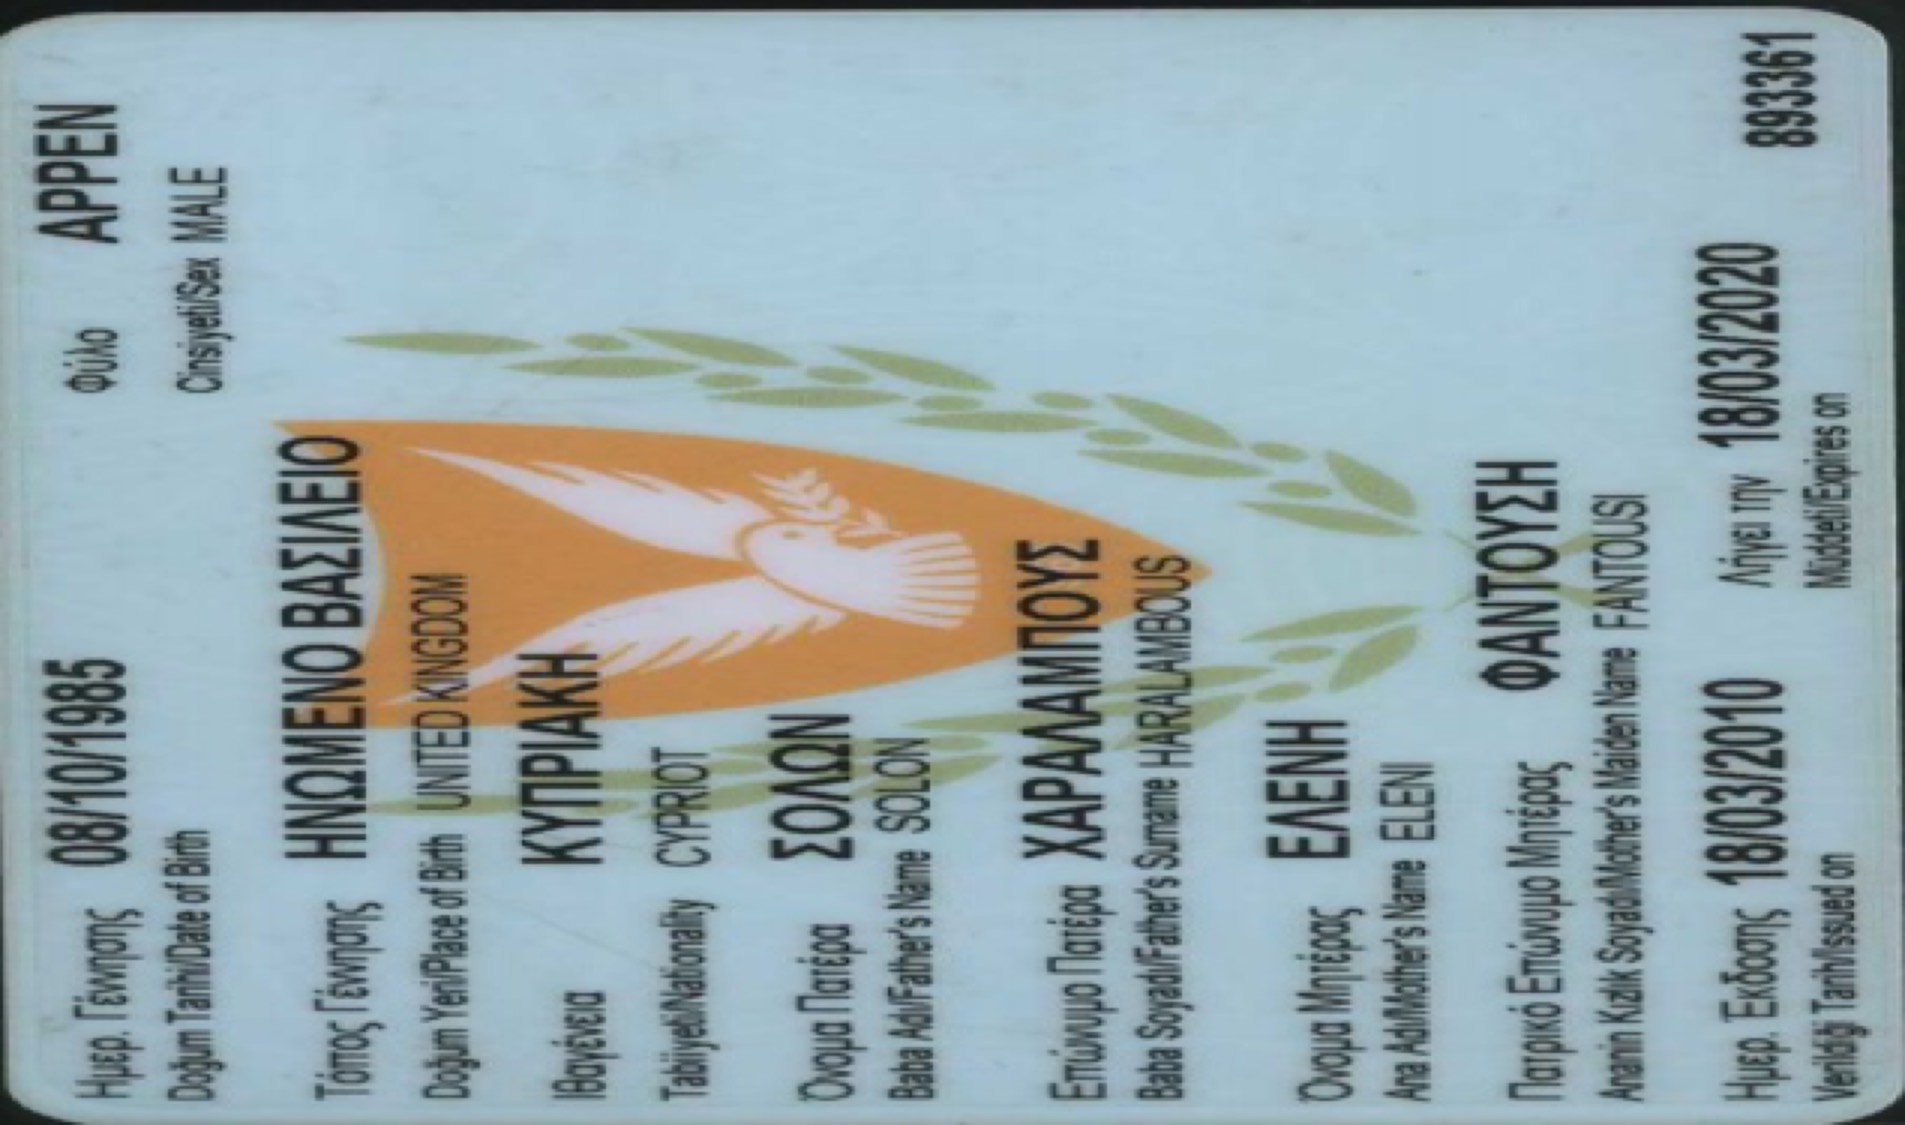 Ημερ. Γέννησης 08/10/1985 Φύλο ΑΡΡΕΝ
Doğum Tarihi/Date of Birth Cinsiyeti/Sex MALE
Τόπος Γέννησης ΗΝΩΜΕΝΟ ΒΑΣΙΛΕΙΟ
Doğum Yeri/Place of Birth UNITED KINGDOM
Ιθαγένεια ΚΥΠΡΙΑΚΗ
Tabiiyeti/Nationality CYPRIOT
Όνομα Πατέρα ΣΟΛΩΝ
Baba Adı/Father's Name SOLON
Επώνυμο Πατέρα ΧΑΡΑΛΑΜΠΟΥΣ
Baba Soyadı/Father's Surname HARALAMBOUS
Όνομα Μητέρας ΕΛΕΝΗ
Ana Adı/Mother's Name ELENI
Πατρικό Επώνυμο Μητέρας ΦΑΝΤΟΥΣΗ
Ananin Kızlık Soyadı/Mother's Maiden Name FANTOUSI
Ημερ. Έκδοσης 18/03/2010 Λήγει την 18/03/2020
Verildiği Tarih/Issued on Müddeti/Expires on 893361